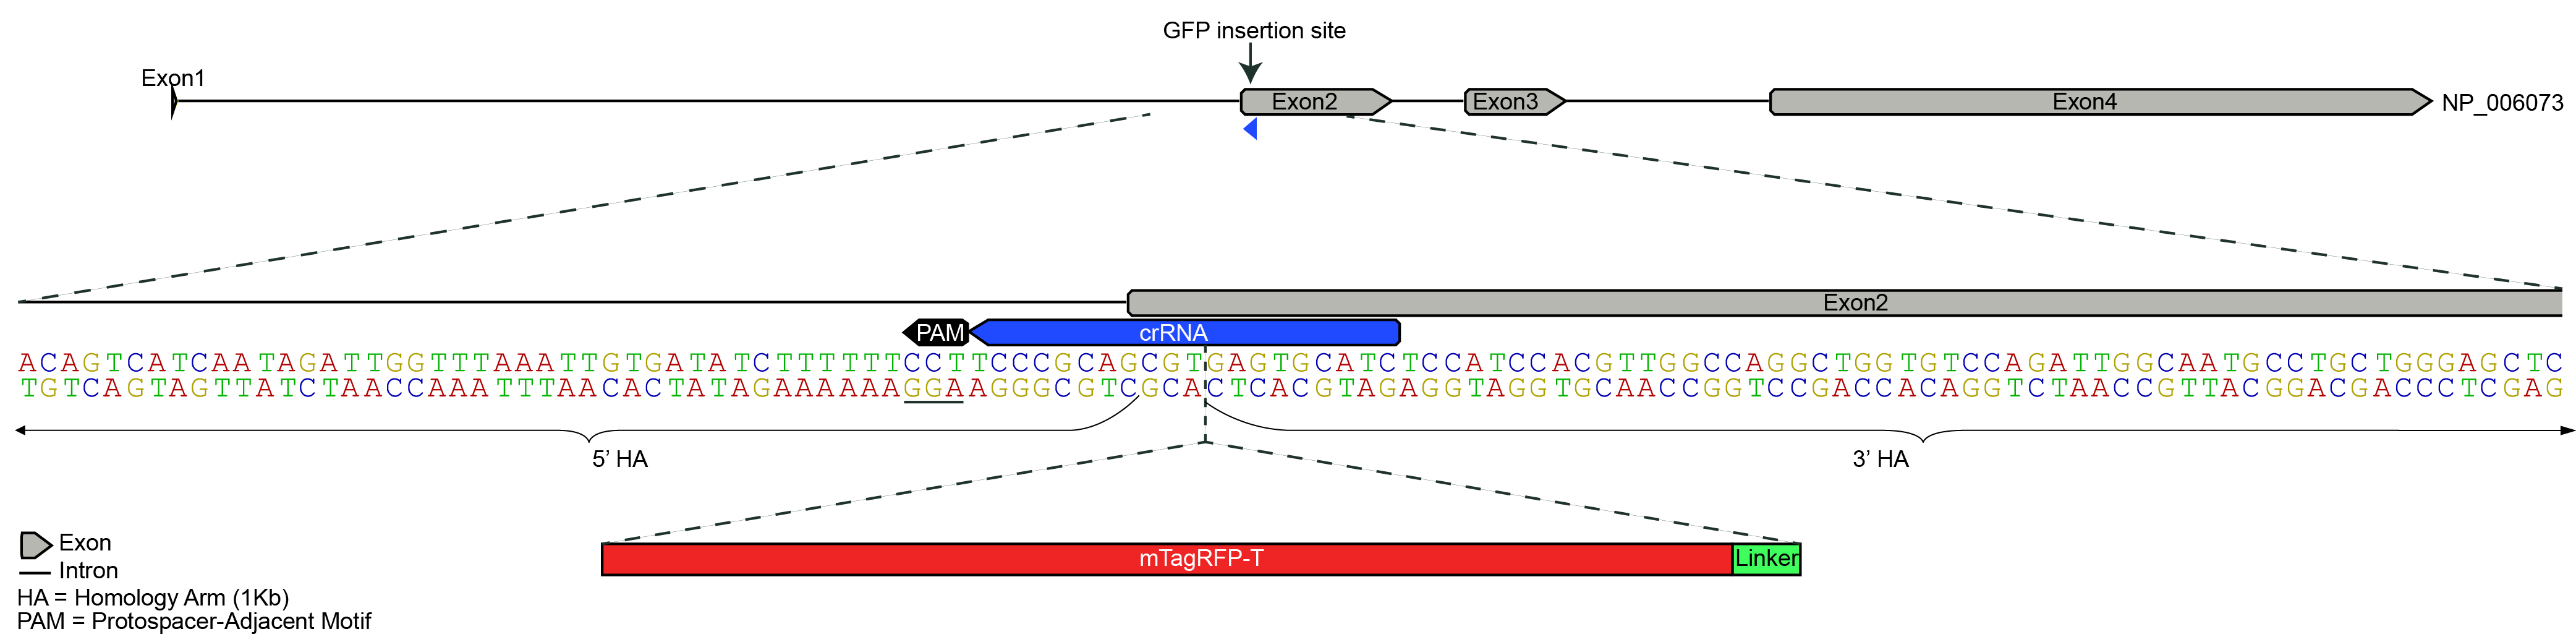 GFP insertion site
Exon1
Exon2
Exon3
Exon4
NP_006073
Exon2
PAM
crRNA
ACAGTCATCAATAGATTGGTTTAAATTGTGATATCTTTTTTCCTTCCCGCAGCGTGAGTGCATCTCCATCCACGTTGGCCAGGCTGGTGTCCAGATTGGCAATGCCTGCTGGGAGCTC
TGTCAGTAGTTATCTAACCAAATTTAACACTATAGAAAAAAGGAAGGGCGTCGCACTCACGTAGAGGTAGGTGCAACCGGTCCGACCACAGGTCTAACCGTTACGGACGACCCTCGAG
5’ HA
3’ HA
mTagRFP-T
Linker
Exon
Intron
HA = Homology Arm (1Kb)
PAM = Protospacer-Adjacent Motif